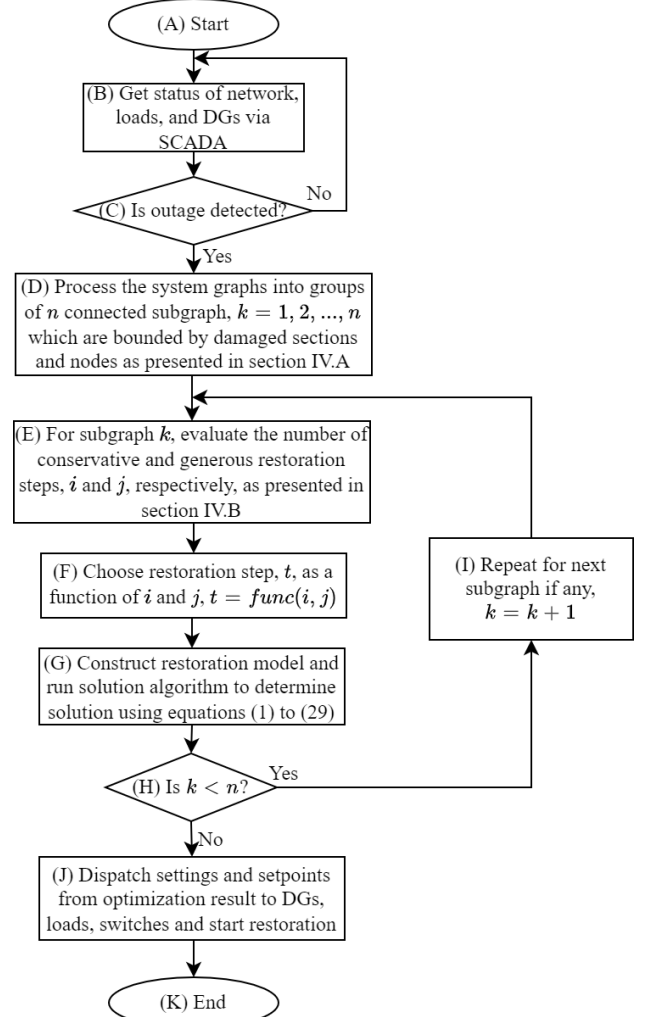 (A) Start
(B) Get status of network,
loads, and DGs via
SCADA
(C) Is outage detected?
No
Yes
(D) Process the system graphs into groups
of n connected subgraph, k = 1, 2, ..., n
which are bounded by damaged sections
and nodes as presented in section IV.A
(E) For subgraph k, evaluate the number of
conservative and generous restoration
steps, i and j, respectively, as presented in
section IV.B
(F) Choose restoration step, t, as a
function of i and j, t = func(i, j)
(G) Construct restoration model and
run solution algorithm to determine
solution using equations (1) to (29)
(H) Is k < n?
Yes
(I) Repeat for next
subgraph if any,
k = k + 1
No
(J) Dispatch settings and setpoints
from optimization result to DGs,
loads, switches and start restoration
(K) End